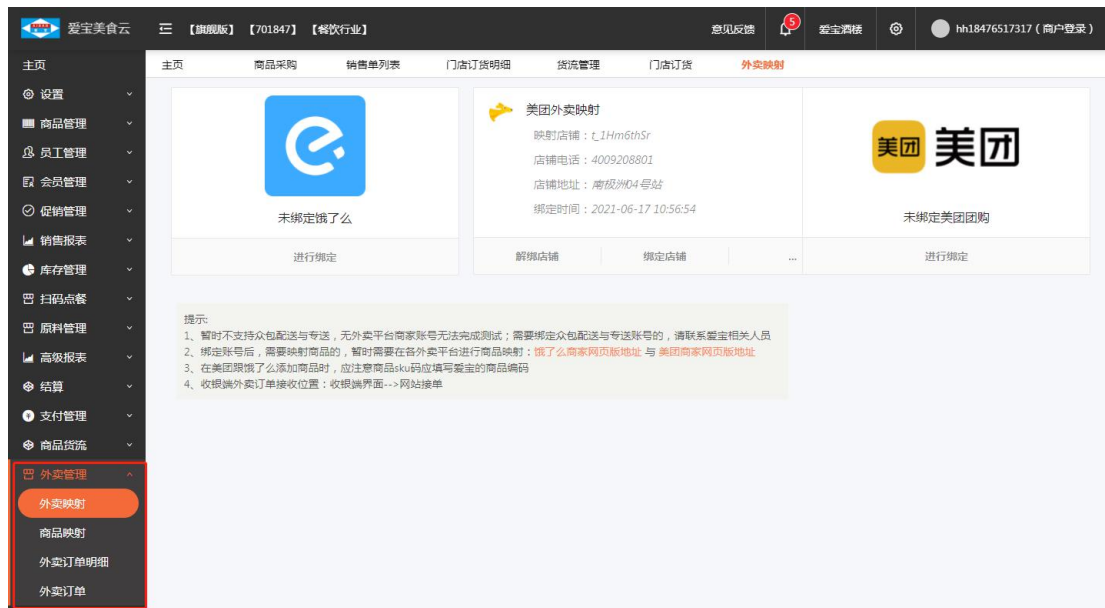 爱宝美食云
【旗舰版】 【701847】 【餐饮行业】
意见反馈
5
爱宝酒楼
hh18476517317 ( 商户登录 )
主页
设置
商品管理
员工管理
会员管理
促销管理
销售报表
库存管理
扫码点餐
原料管理
高级报表
结算
支付管理
商品货流
外卖管理
外卖映射
商品映射
外卖订单明细
外卖订单
主页 商品采购 销售单列表 门店订货明细 货流管理 门店订货 外卖映射
未绑定饿了么
进行绑定
美团外卖映射
映射店铺：t_1Hm6thSr
店铺电话：4009208801
店铺地址：南极洲04号站
绑定时间：2021-06-17 10:56:54
解绑店铺 绑定店铺 ...
美团 美团
未绑定美团团购
进行绑定
提示:
1、暂时不支持众包配送与专送，无外卖平台商家账号无法完成测试；需要绑定众包配送与专送账号的，请联系爱宝相关人员
2、绑定账号后，需要映射商品的，暂时需要在各外卖平台进行商品映射：饿了么商家网页版地址 与 美团商家网页版地址
3、在美团跟饿了么添加商品时，应注意商品sku码应填写爱宝的商品编码
4、收银端外卖订单接收位置：收银端界面-->网站接单